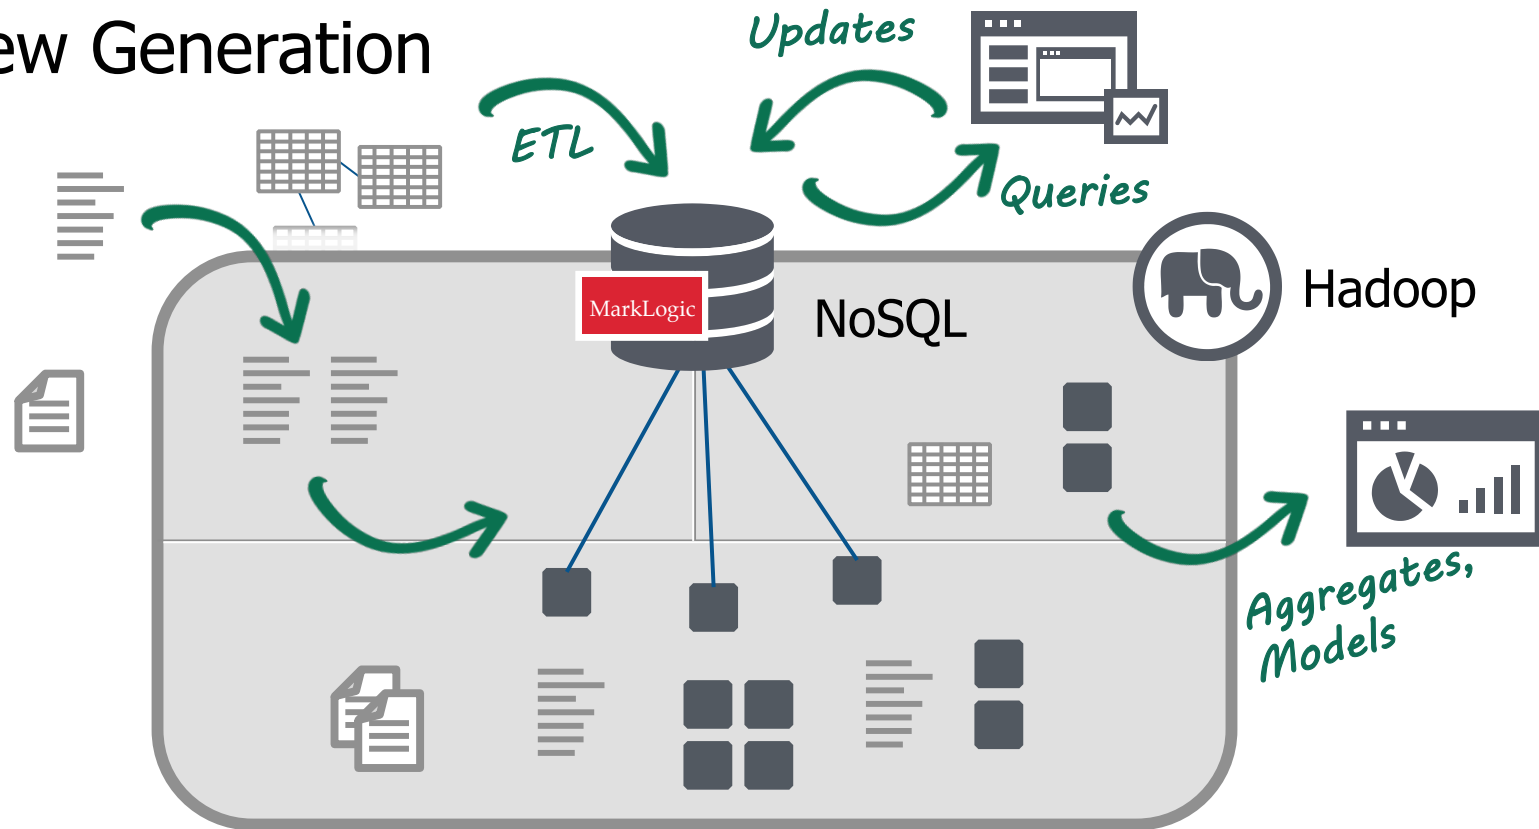 ew Generation
Updates
ETL
Queries
MarkLogic
NoSQL
Hadoop
Aggregates,
Models